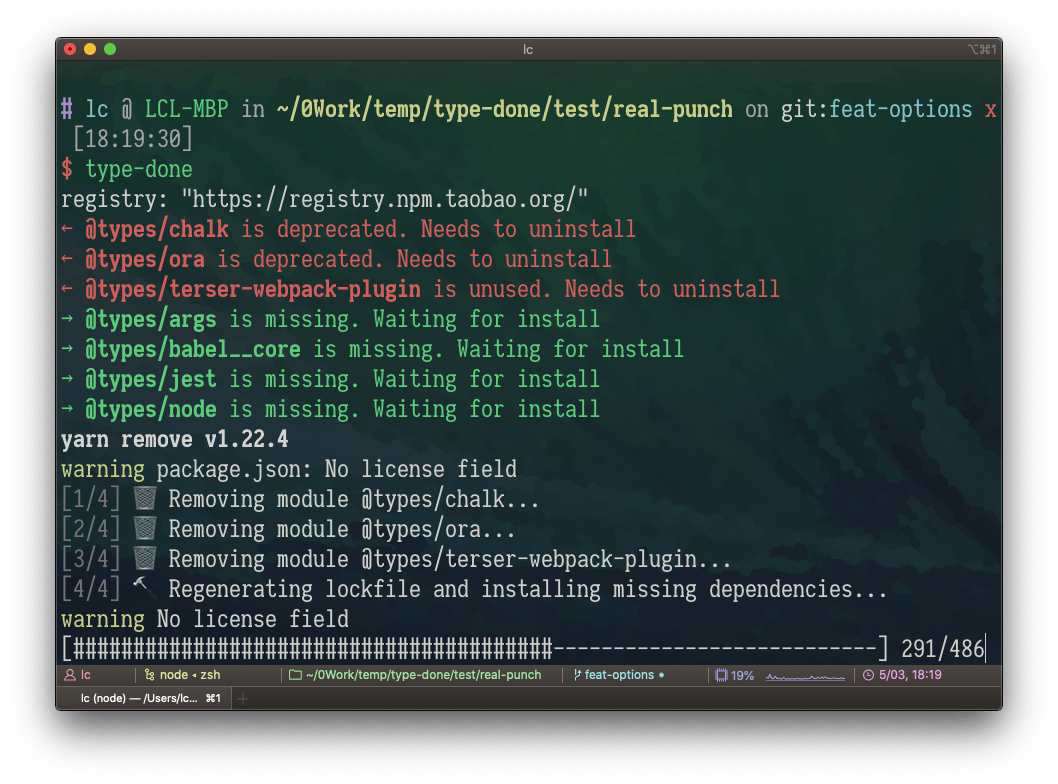 lc
⌥⌘1
# lc @ LCL-MBP in ~/0Work/temp/type-done/test/real-punch on git:feat-options x
[18:19:30]
$ type-done
registry: "https://registry.npm.taobao.org/"
← @types/chalk is deprecated. Needs to uninstall
← @types/ora is deprecated. Needs to uninstall
← @types/terser-webpack-plugin is unused. Needs to uninstall
→ @types/args is missing. Waiting for install
→ @types/babel__core is missing. Waiting for install
→ @types/jest is missing. Waiting for install
→ @types/node is missing. Waiting for install
yarn remove v1.22.4
warning package.json: No license field
[1/4] 🗑 Removing module @types/chalk...
[2/4] 🗑 Removing module @types/ora...
[3/4] 🗑 Removing module @types/terser-webpack-plugin...
[4/4] 🔨 Regenerating lockfile and installing missing dependencies...
warning No license field
[########################################---------------------------] 291/486
lc node ◂ zsh ~/0Work/temp/type-done/test/real-punch feat-options • 19% 5/03, 18:19
lc (node) — /Users/lc... ⌘1 +